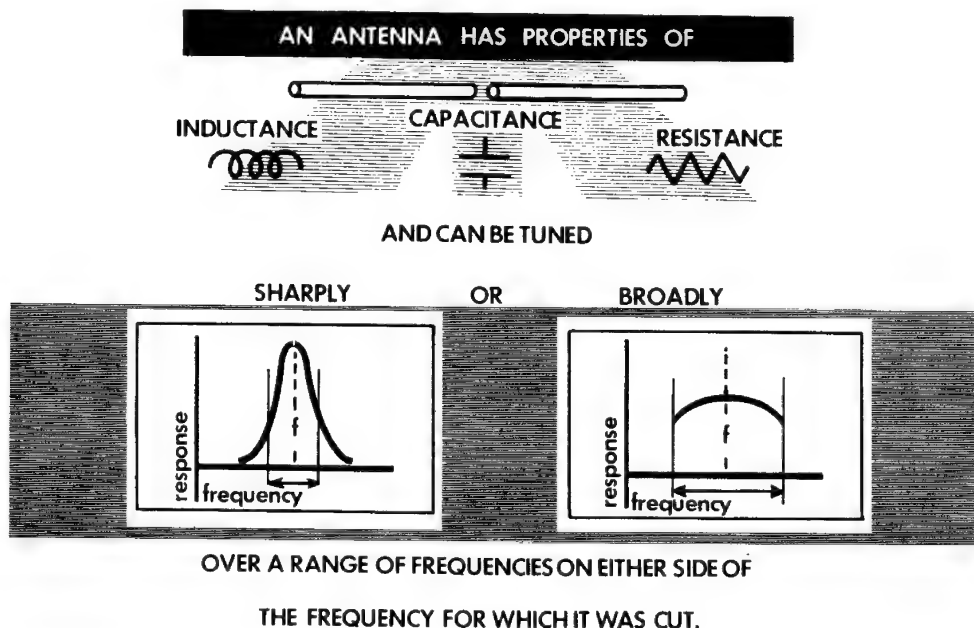 AN ANTENNA HAS PROPERTIES OF
INDUCTANCE
CAPACITANCE
RESISTANCE
AND CAN BE TUNED
SHARPLY OR BROADLY
response
f
frequency
response
f
frequency
OVER A RANGE OF FREQUENCIES ON EITHER SIDE OF
THE FREQUENCY FOR WHICH IT WAS CUT.